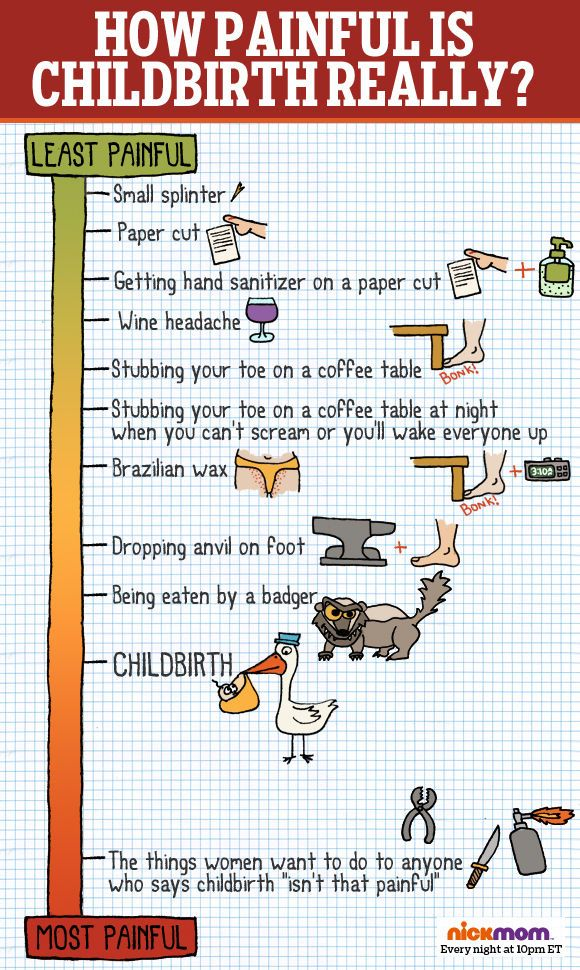 HOW PAINFUL IS
CHILDBIRTH REALLY?
LEAST PAINFUL
Small splinter
Paper cut
Getting hand sanitizer on a paper cut
Wine headache
Stubbing your toe on a coffee table
BONK!
Stubbing your toe on a coffee table at night
when you can't scream or you'll wake everyone up
Brazilian wax
3:10
BONK!
Dropping anvil on foot
Being eaten by a badger
CHILDBIRTH
The things women want to do to anyone
who says childbirth "isn't that painful"
MOST PAINFUL
nickmom
Every night at 10pm ET